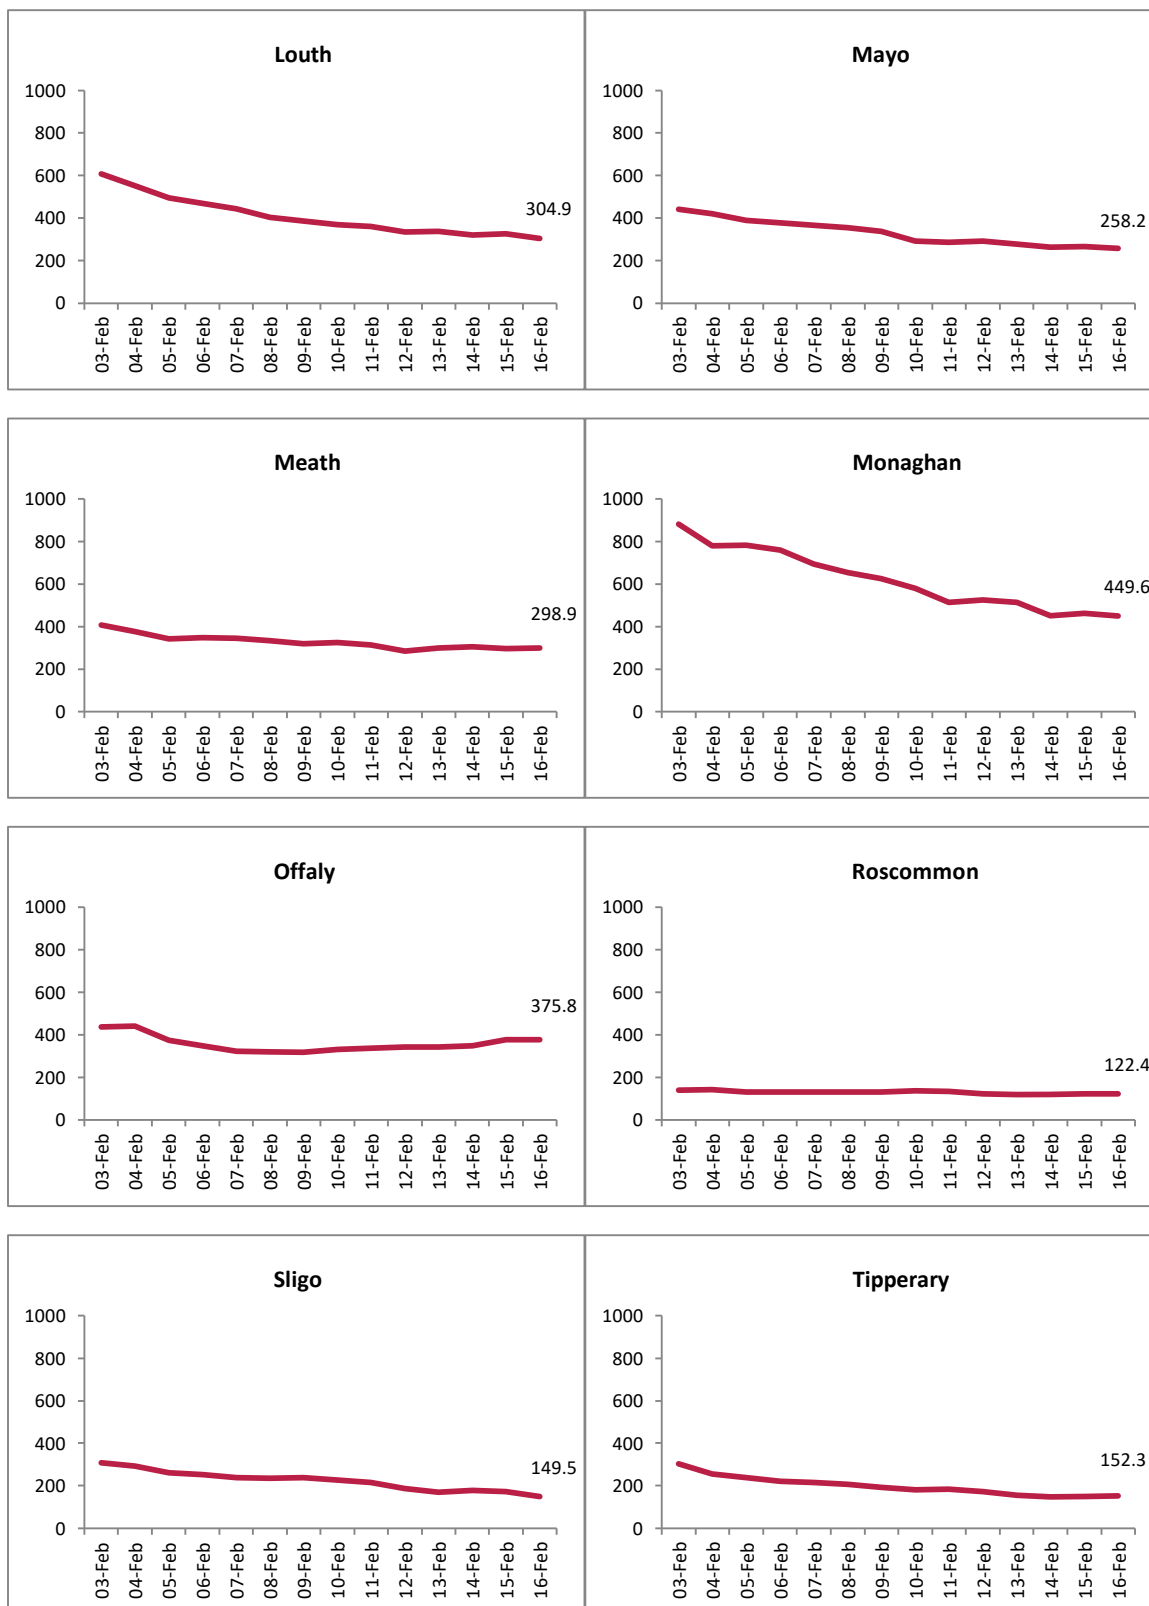 Louth
1000
800
600
400
200
0
304.9
03-Feb
04-Feb
05-Feb
06-Feb
07-Feb
08-Feb
09-Feb
10-Feb
11-Feb
12-Feb
13-Feb
14-Feb
15-Feb
16-Feb
Mayo
1000
800
600
400
200
0
258.2
03-Feb
04-Feb
05-Feb
06-Feb
07-Feb
08-Feb
09-Feb
10-Feb
11-Feb
12-Feb
13-Feb
14-Feb
15-Feb
16-Feb
Meath
1000
800
600
400
200
0
298.9
03-Feb
04-Feb
05-Feb
06-Feb
07-Feb
08-Feb
09-Feb
10-Feb
11-Feb
12-Feb
13-Feb
14-Feb
15-Feb
16-Feb
Monaghan
1000
800
600
400
200
0
449.6
03-Feb
04-Feb
05-Feb
06-Feb
07-Feb
08-Feb
09-Feb
10-Feb
11-Feb
12-Feb
13-Feb
14-Feb
15-Feb
16-Feb
Offaly
1000
800
600
400
200
0
375.8
03-Feb
04-Feb
05-Feb
06-Feb
07-Feb
08-Feb
09-Feb
10-Feb
11-Feb
12-Feb
13-Feb
14-Feb
15-Feb
16-Feb
Roscommon
1000
800
600
400
200
0
122.4
03-Feb
04-Feb
05-Feb
06-Feb
07-Feb
08-Feb
09-Feb
10-Feb
11-Feb
12-Feb
13-Feb
14-Feb
15-Feb
16-Feb
Sligo
1000
800
600
400
200
0
149.5
03-Feb
04-Feb
05-Feb
06-Feb
07-Feb
08-Feb
09-Feb
10-Feb
11-Feb
12-Feb
13-Feb
14-Feb
15-Feb
16-Feb
Tipperary
1000
800
600
400
200
0
152.3
03-Feb
04-Feb
05-Feb
06-Feb
07-Feb
08-Feb
09-Feb
10-Feb
11-Feb
12-Feb
13-Feb
14-Feb
15-Feb
16-Feb